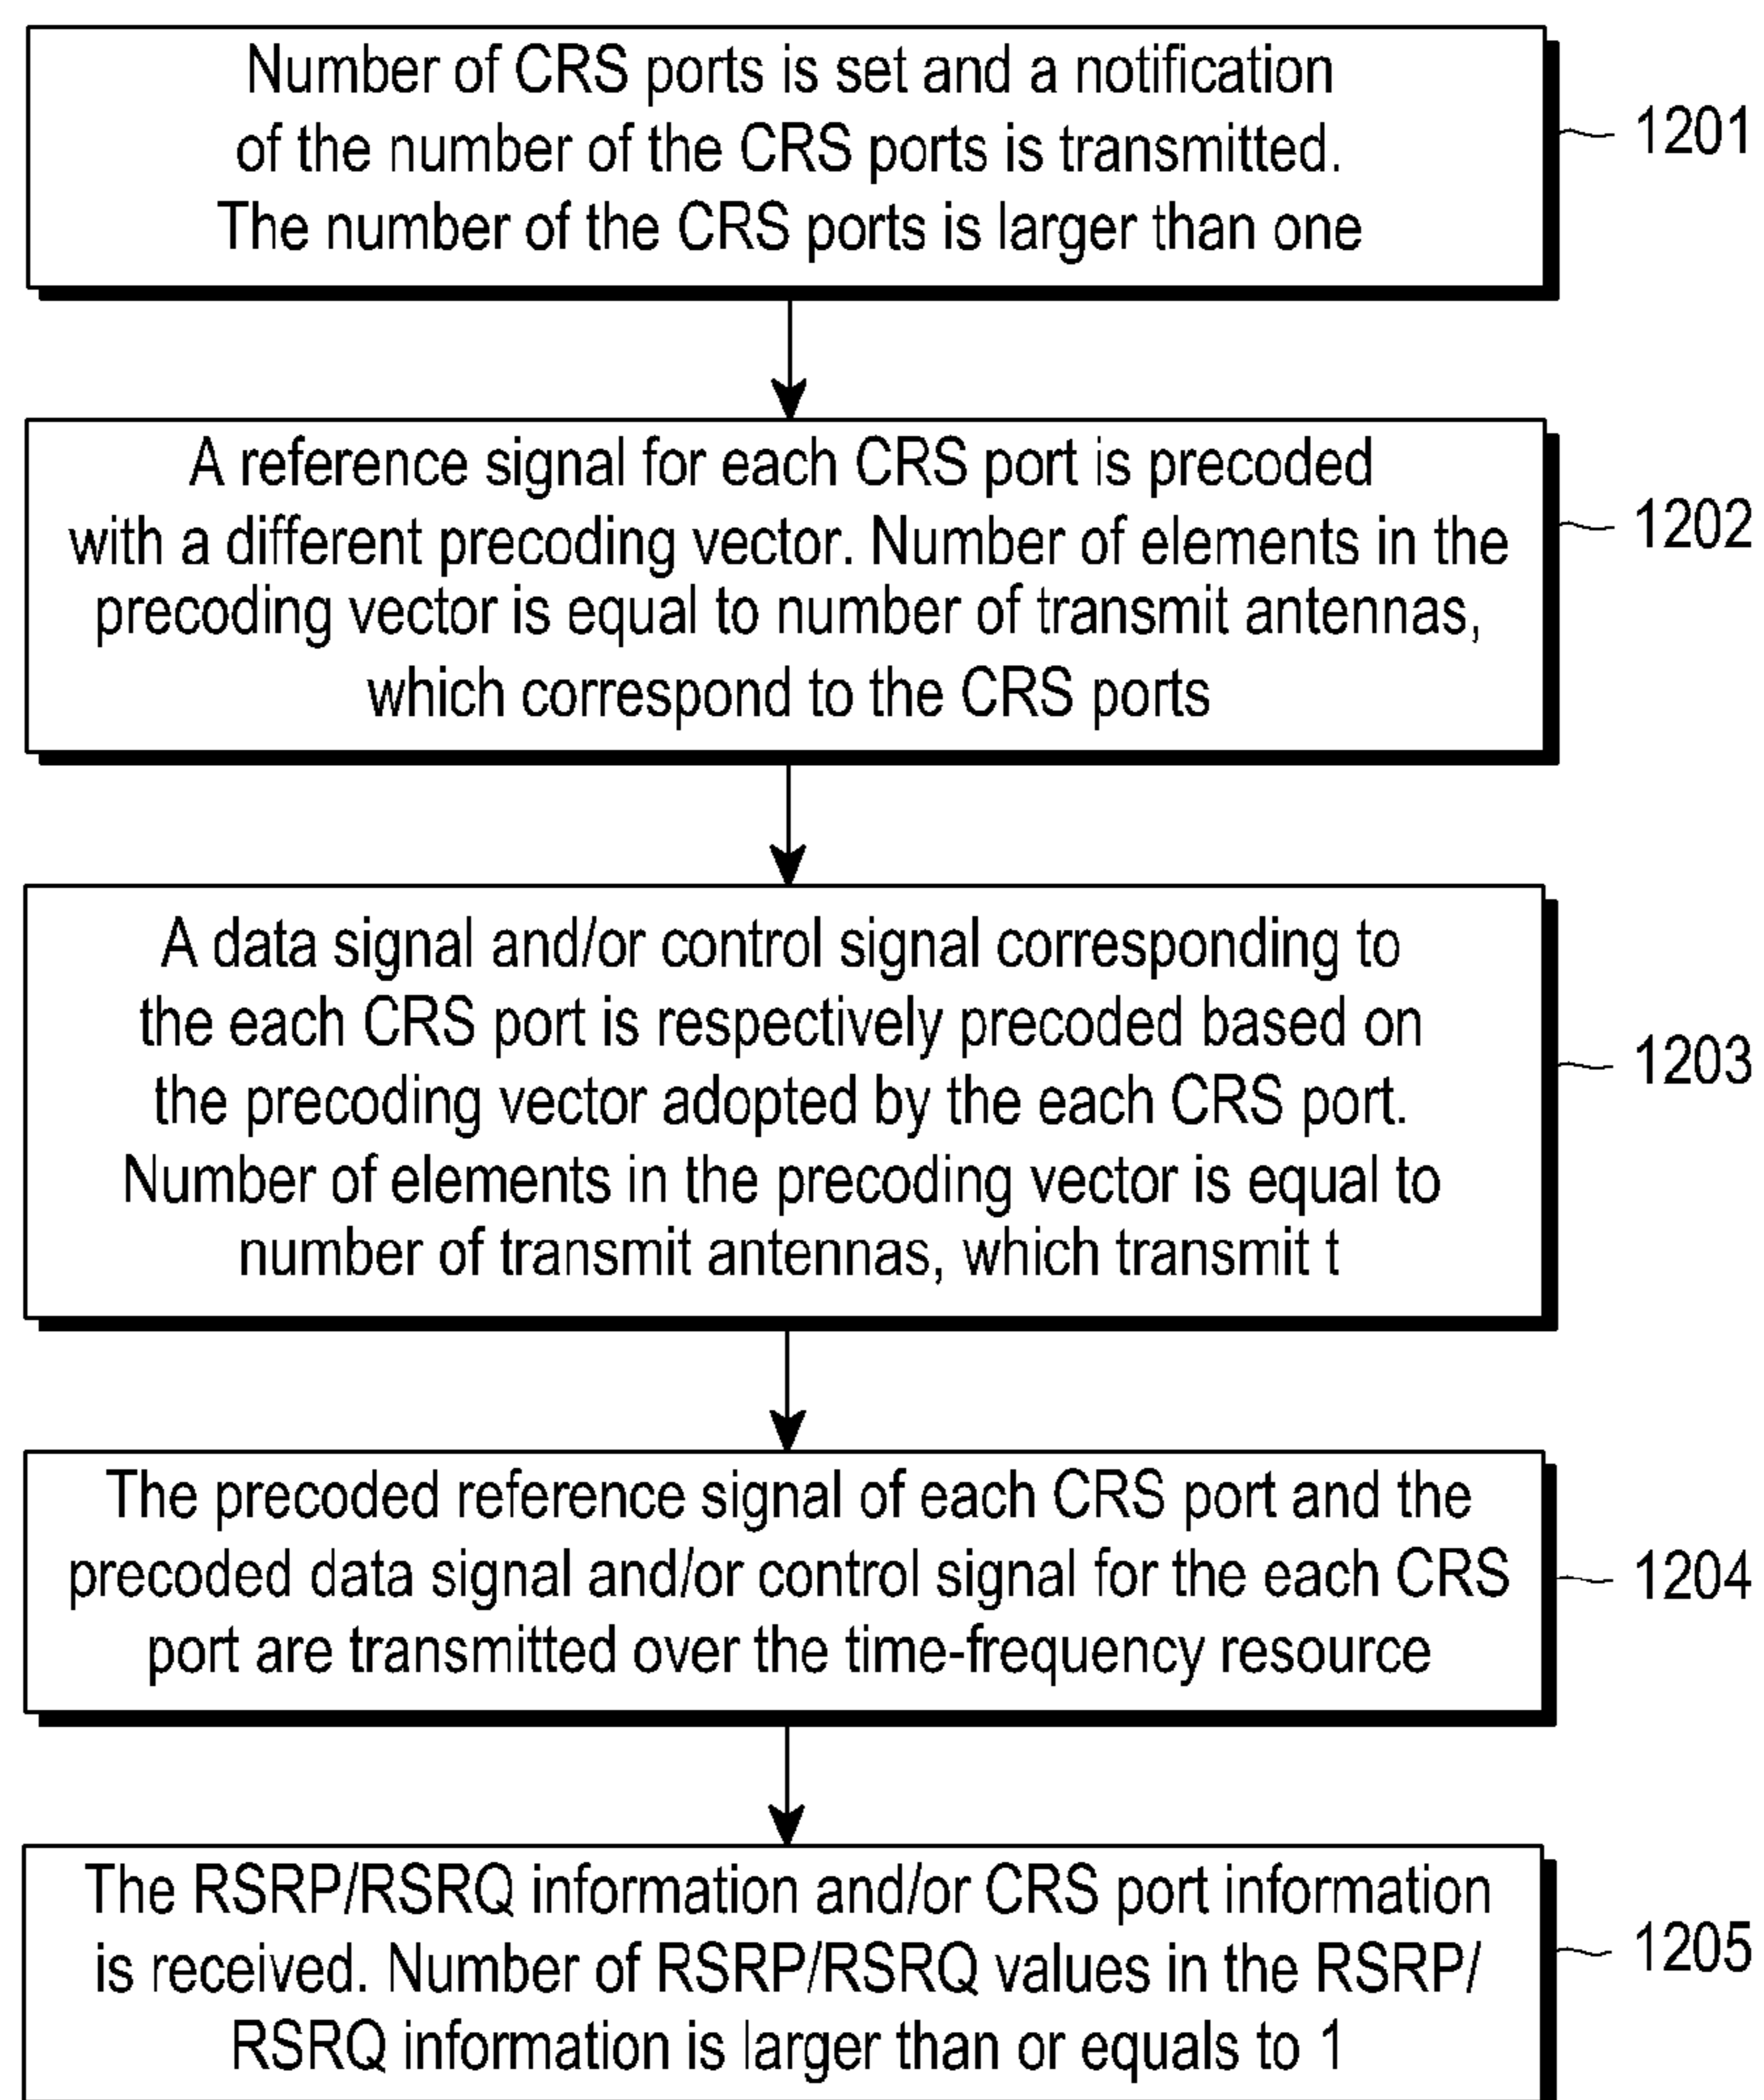 Number of CRS ports is set and a notification
of the number of the CRS ports is transmitted.
The number of the CRS ports is larger than one
1201
A reference signal for each CRS port is precoded
with a different precoding vector. Number of elements in the
precoding vector is equal to number of transmit antennas,
which correspond to the CRS ports
1202
A data signal and/or control signal corresponding to
the each CRS port is respectively precoded based on
the precoding vector adopted by the each CRS port.
Number of elements in the precoding vector is equal to
number of transmit antennas, which transmit t
1203
The precoded reference signal of each CRS port and the
precoded data signal and/or control signal for the each CRS
port are transmitted over the time-frequency resource
1204
The RSRP/RSRQ information and/or CRS port information
is received. Number of RSRP/RSRQ values in the RSRP/
RSRQ information is larger than or equals to 1
1205